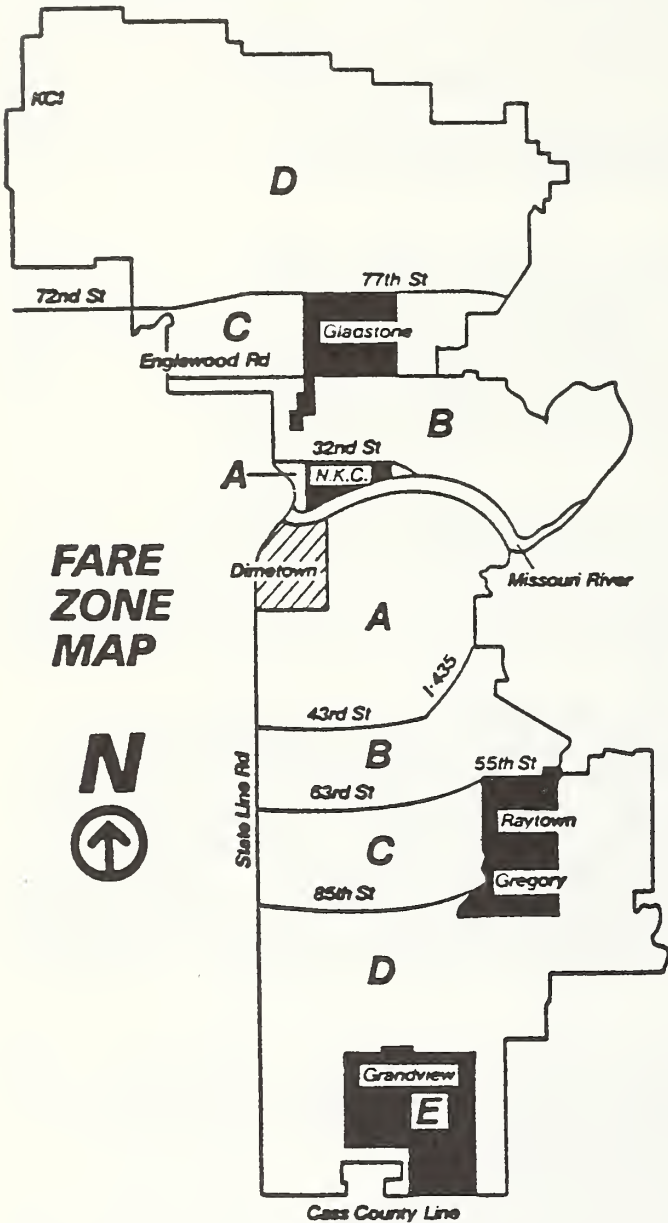 KCI
D
77th St
72nd St
C
Gladstone
Englewood Rd
B
32nd St
A
N.K.C.
FARE
ZONE
MAP
Dimetown
Missouri River
A
I-435
43rd St
N
B
55th St
State Line Rd
63rd St
Raytown
C
Gregory
85th St
D
Grandview
E
Cass County Line